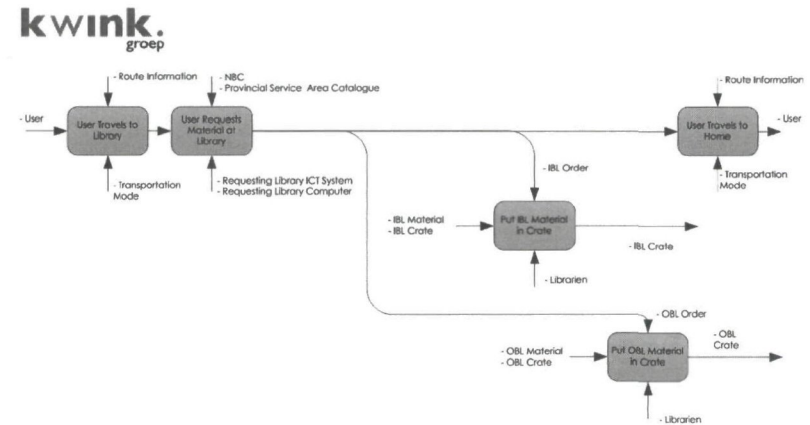 kwink.
groep
- Route Information
- NBC
- Provincial Service Area Catalogue
- Route Information
- User
User Travels to
Library
User Requests
Material at
Library
User Travels to
Home
- User
- Transportation
Mode
- Requesting Library ICT System
- Requesting Library Computer
- Transportation
Mode
- IBL Order
- IBL Material
- IBL Crate
Put IBL Material
in Crate
- IBL Crate
- Librarien
- OBL Order
- OBL Material
- OBL Crate
Put OBL Material
in Crate
- OBL
Crate
- Librarien